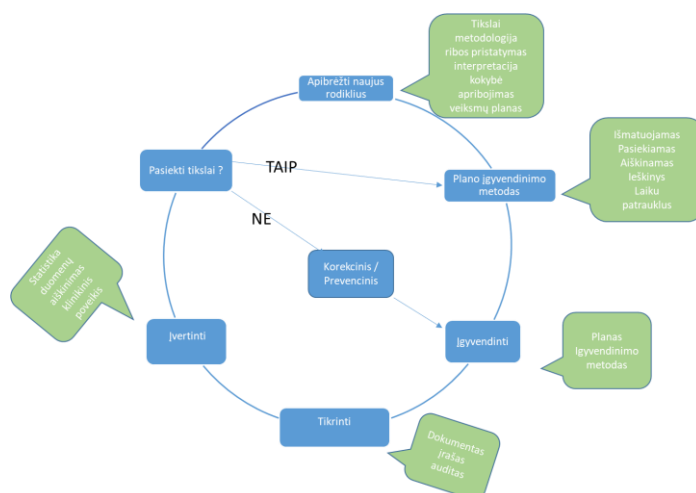 Tikslai
metodologija
ribos pristatymas
interpretacija
kokybė
apribojimas
veiksmų planas
Apibrėžti naujus
rodiklius
Išmatuojamas
Pasiekiamas
Aiškinamas
Ieškinys
Laiku
patrauklus
Pasiekti tikslai ?
TAIP
Plano įgyvendinimo
metodas
NE
Korekcinis /
Prevencinis
Statistika
duomenų
aiškinimas
klinikinis
poveikis
Įvertinti
Įgyvendinti
Planas
Igyvendinimo
metodas
Tikrinti
Dokumentas
įrašas
auditas